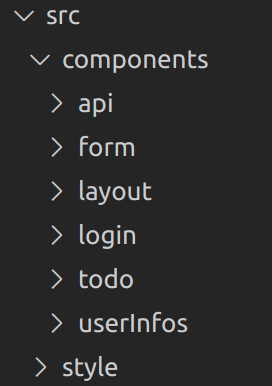 src
components
api
form
layout
login
todo
userInfos
style